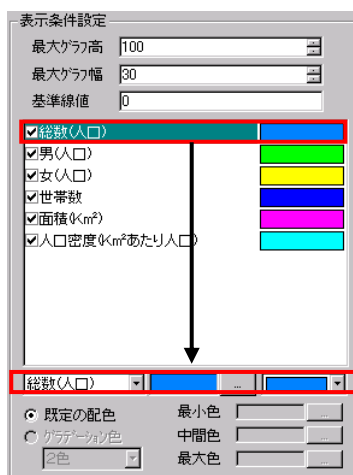 表示条件設定
最大ｸﾞﾗﾌ高 100
最大ｸﾞﾗﾌ幅 30
基準線値 0
総数(人口)
男(人口)
女(人口)
世帯数
面積(Km²)
人口密度(Km²あたり人口)
総数(人口) ...
既定の配色 最小色 ...
ｸﾞﾗﾃﾞｰｼｮﾝ色 中間色 ...
2色 最大色 ...